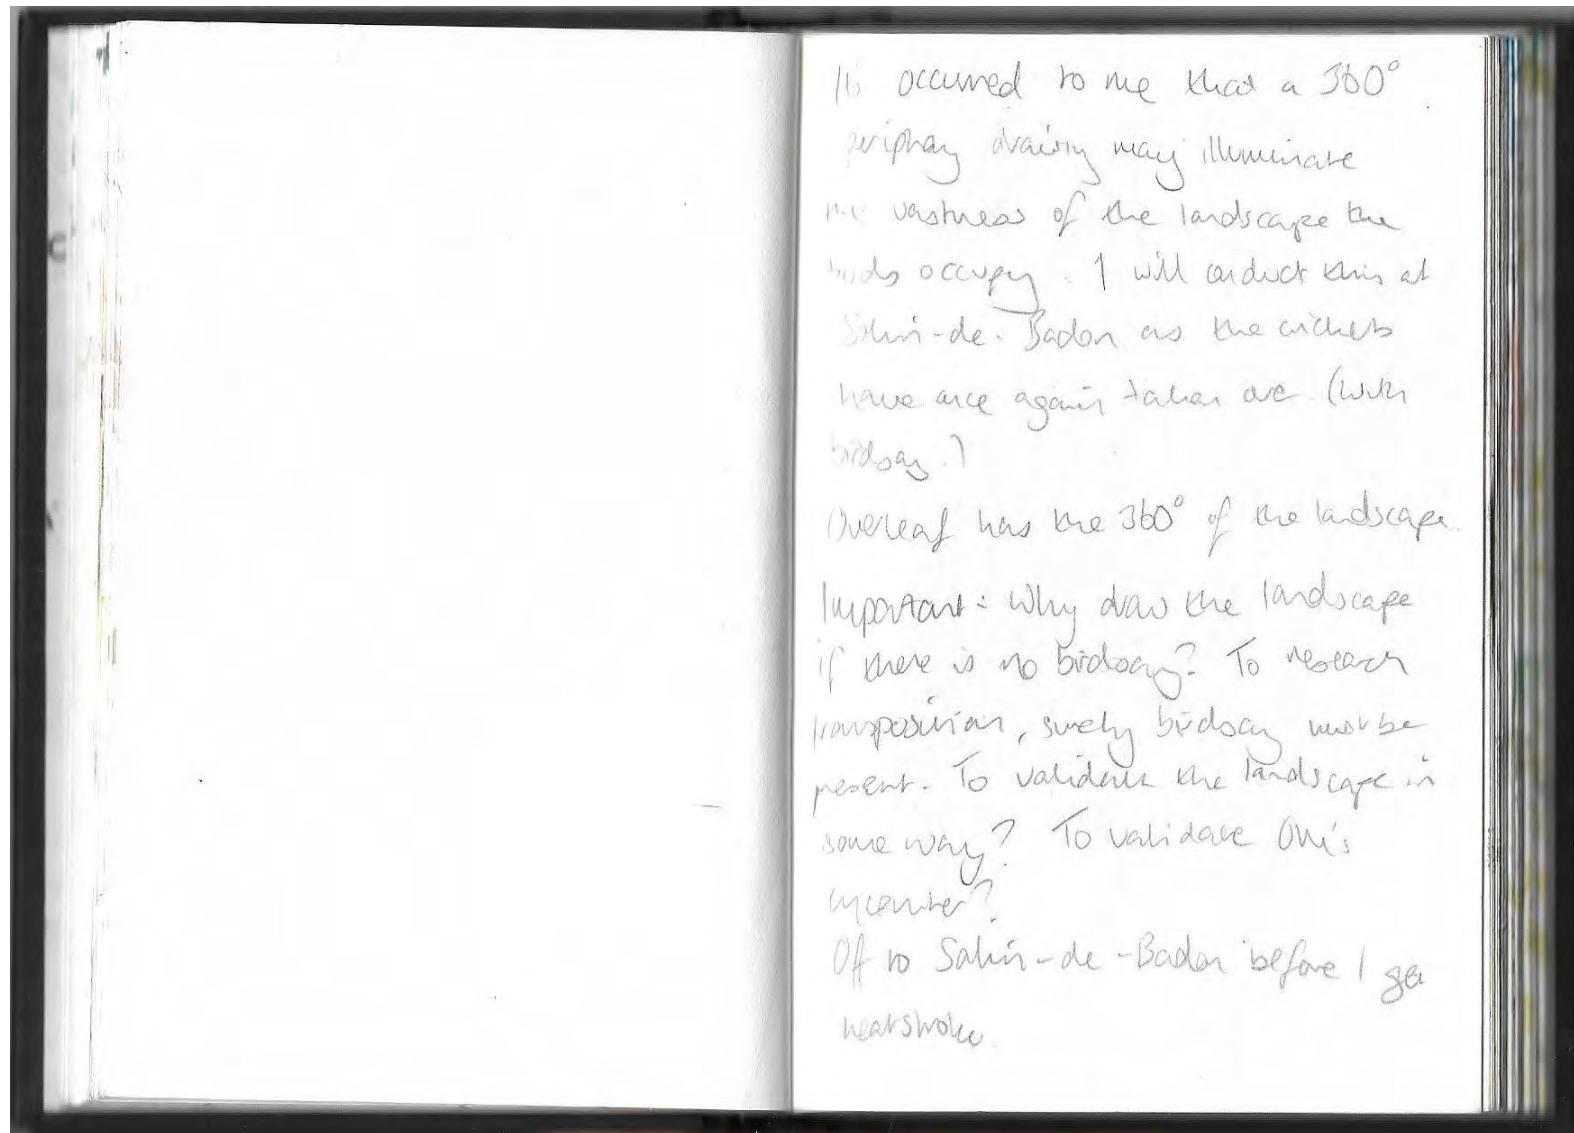 Its occurred to me that a 360°
periphery drawing may illuminate
the vastness of the landscape the
birds occupy. I will conduct this at
Salin-de-Badon as the crickets
have once again taken over (with
birdsong.)
Overleaf has the 360° of the landscape.
Important: Why draw the landscape
if there is no birdsong? To research
transposition, surely birdsong must be
present. To validate the landscape in
some way? To validate
encounter?
Off to Salin-de-Badon before I get
heatstroke.